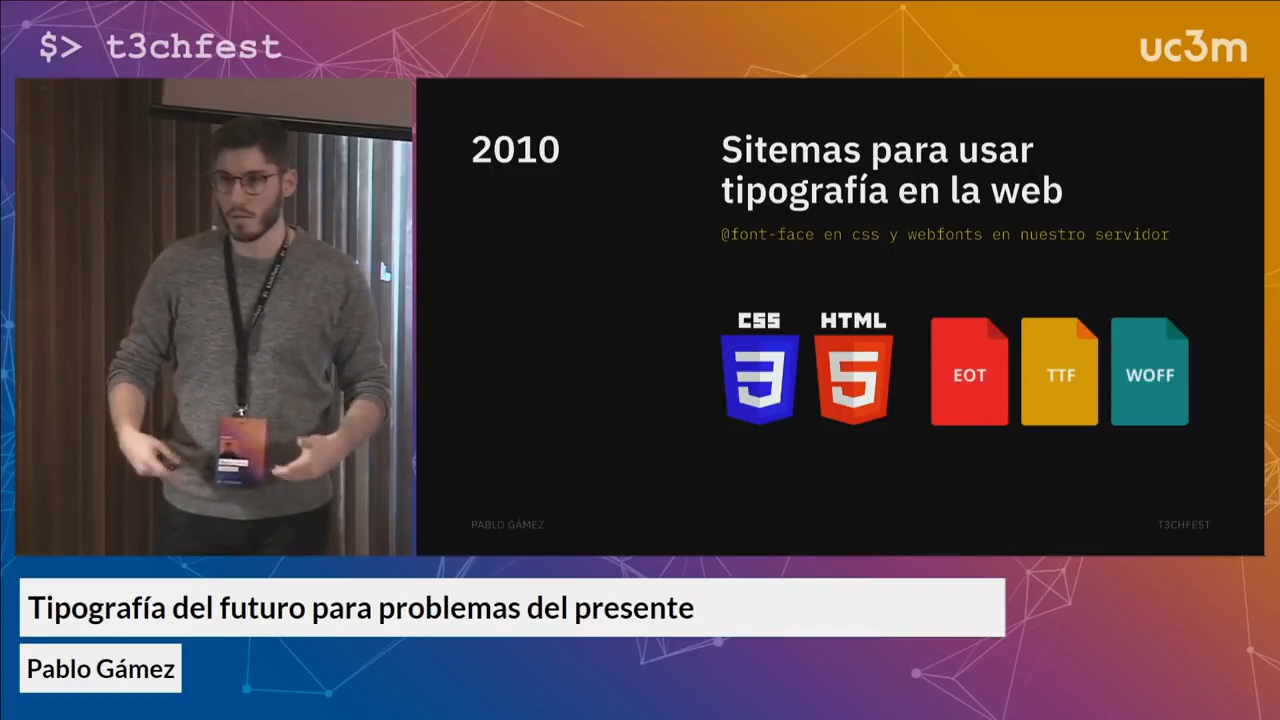 $> t3chfest
uc3m
2010
Sitemas para usar
tipografía en la web
@font-face en css y webfonts en nuestro servidor
CSS
HTML
3
5
EOT
TTF
WOFF
PABLO GÁMEZ
T3CHFEST
Tipografía del futuro para problemas del presente
Pablo Gámez